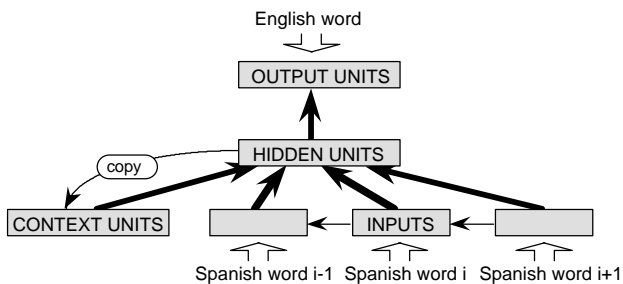 English word
OUTPUT UNITS
HIDDEN UNITS
copy
CONTEXT UNITS
INPUTS
Spanish word i-1
Spanish word i
Spanish word i+1